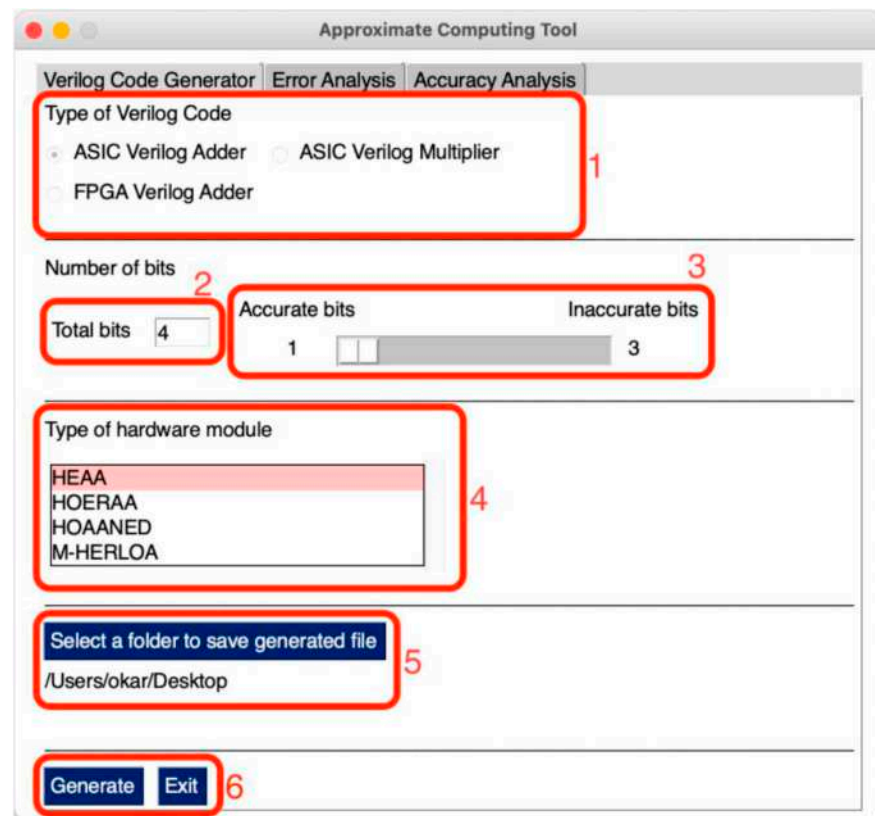 Approximate Computing Tool
Verilog Code Generator Error Analysis Accuracy Analysis
Type of Verilog Code
ASIC Verilog Adder ASIC Verilog Multiplier
1
FPGA Verilog Adder
Number of bits
2
3
Accurate bits Inaccurate bits
Total bits 4
1 3
Type of hardware module
HEAA
HOERAA
4
HOAANED
M-HERLOA
Select a folder to save generated file
5
/Users/okar/Desktop
Generate Exit 6